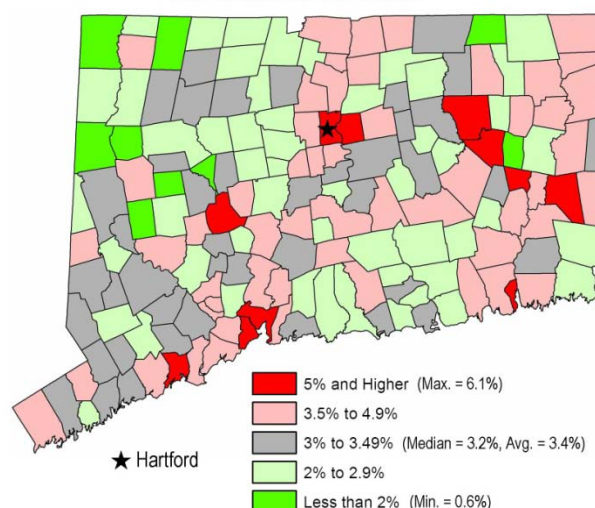 5% and Higher (Max. = 6.1%)
3.5% to 4.9%
3% to 3.49% (Median = 3.2%, Avg. = 3.4%)
★ Hartford
2% to 2.9%
Less than 2% (Min. = 0.6%)